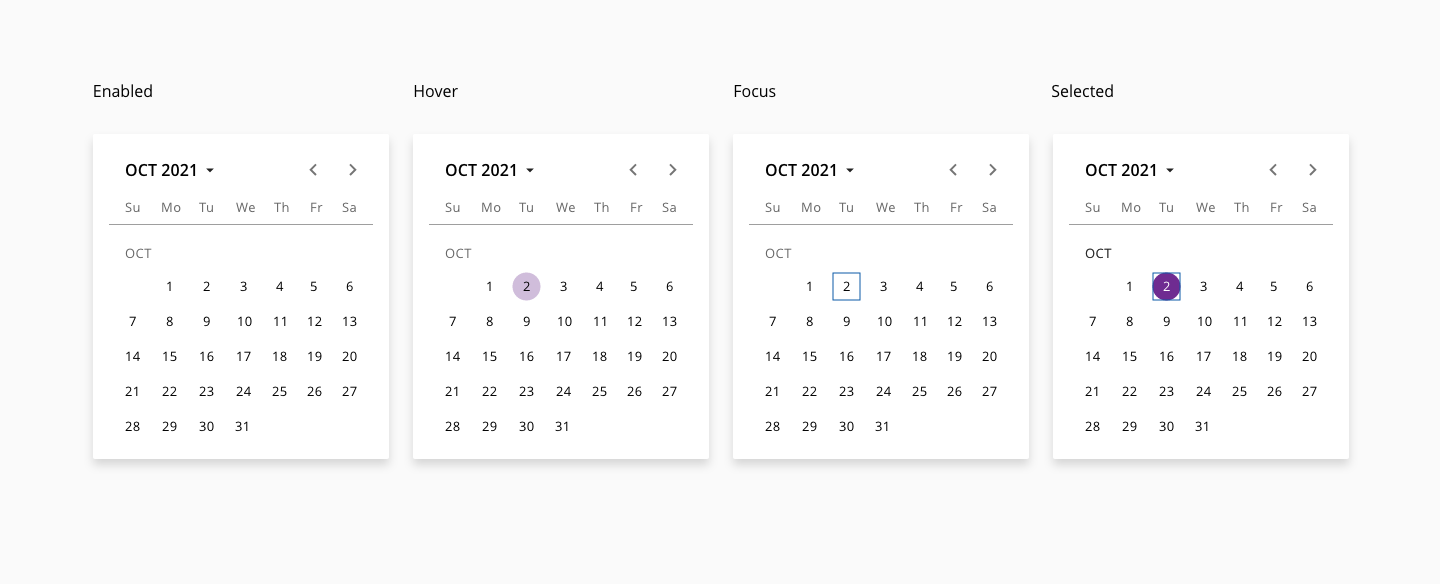 Enabled
OCT 2021
Su Mo Tu We Th Fr Sa
OCT
1 2 3 4 5 6
7 8 9 10 11 12 13
14 15 16 17 18 19 20
21 22 23 24 25 26 27
28 29 30 31
Hover
OCT 2021
Su Mo Tu We Th Fr Sa
OCT
1 2 3 4 5 6
7 8 9 10 11 12 13
14 15 16 17 18 19 20
21 22 23 24 25 26 27
28 29 30 31
Focus
OCT 2021
Su Mo Tu We Th Fr Sa
OCT
1 2 3 4 5 6
7 8 9 10 11 12 13
14 15 16 17 18 19 20
21 22 23 24 25 26 27
28 29 30 31
Selected
OCT 2021
Su Mo Tu We Th Fr Sa
OCT
1 2 3 4 5 6
7 8 9 10 11 12 13
14 15 16 17 18 19 20
21 22 23 24 25 26 27
28 29 30 31